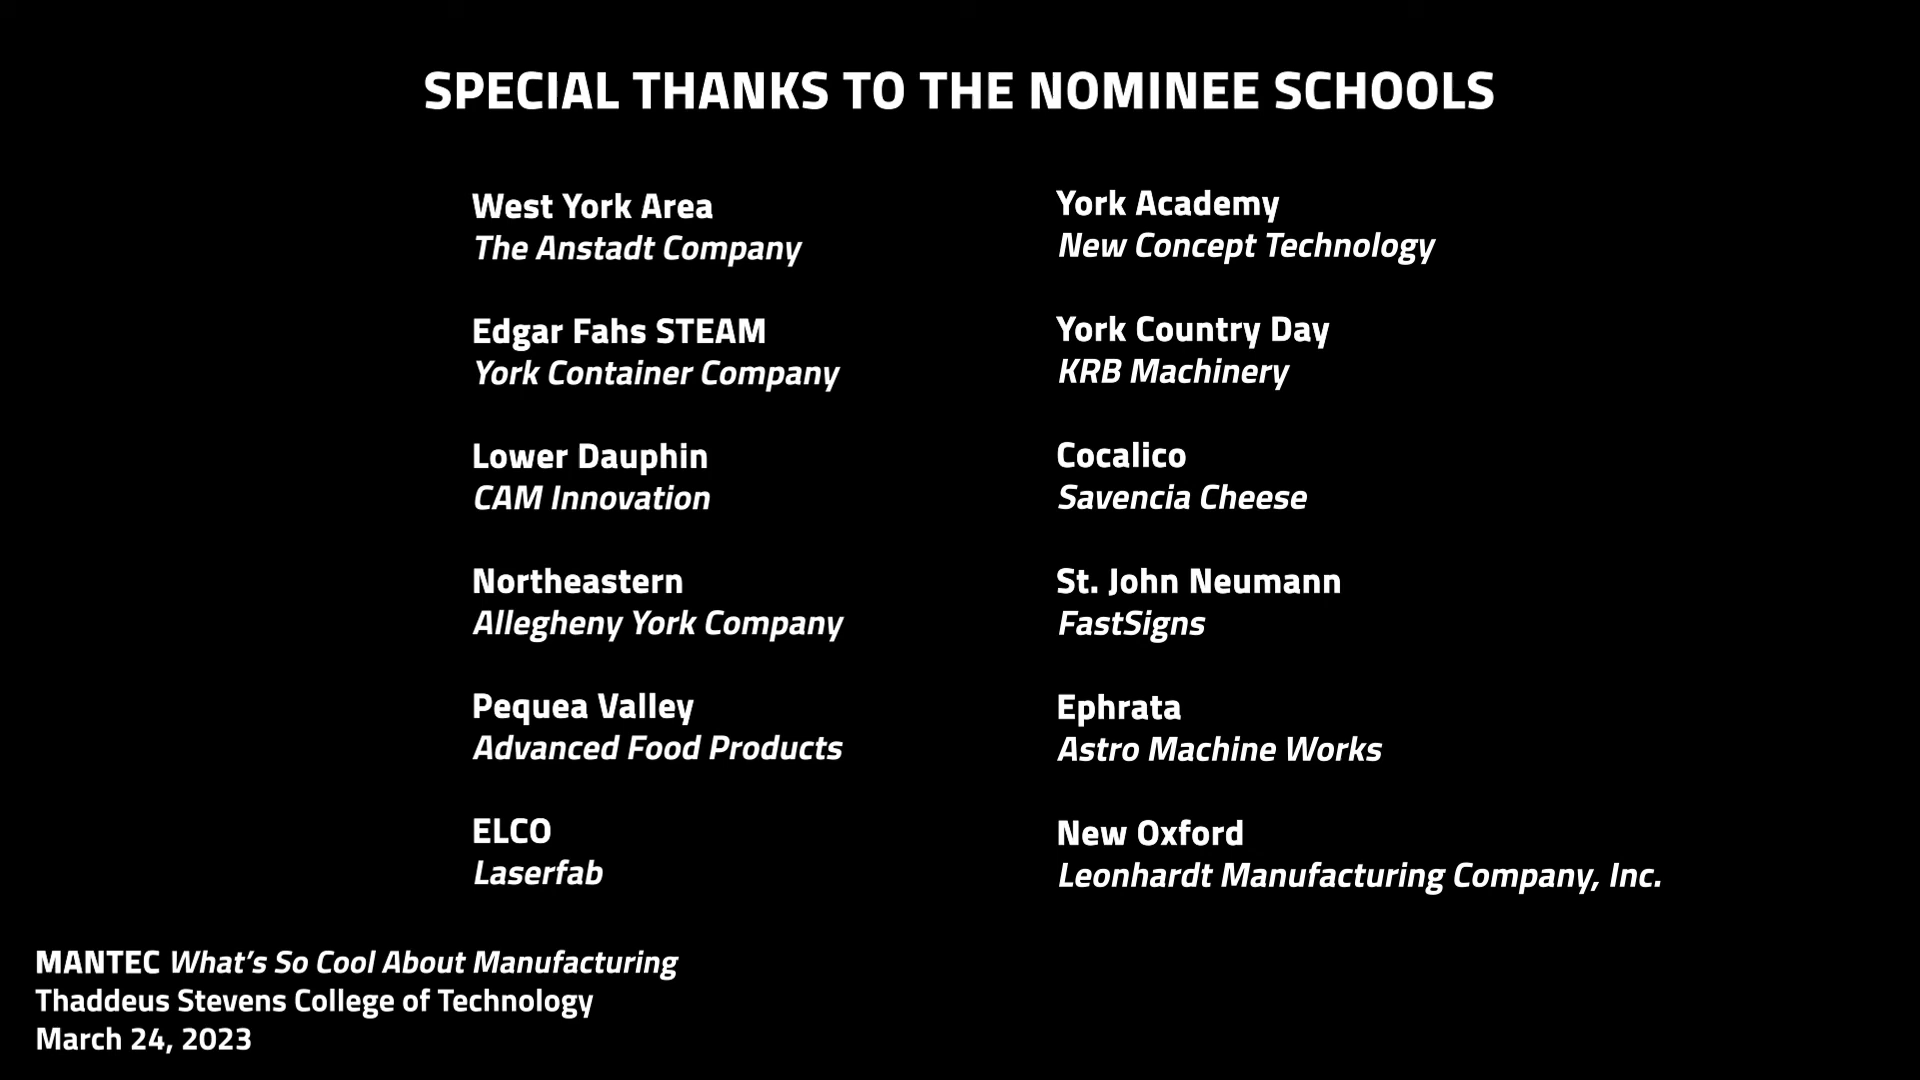 SPECIAL THANKS TO THE NOMINEE SCHOOLS
West York Area
The Anstadt Company
Edgar Fahs STEAM
York Container Company
Lower Dauphin
CAM Innovation
Northeastern
Allegheny York Company
Pequea Valley
Advanced Food Products
ELCO
Laserfab
York Academy
New Concept Technology
York Country Day
KRB Machinery
Cocalico
Savencia Cheese
St. John Neumann
FastSigns
Ephrata
Astro Machine Works
New Oxford
Leonhardt Manufacturing Company, Inc.
MANTEC What's So Cool About Manufacturing
Thaddeus Stevens College of Technology
March 24, 2023